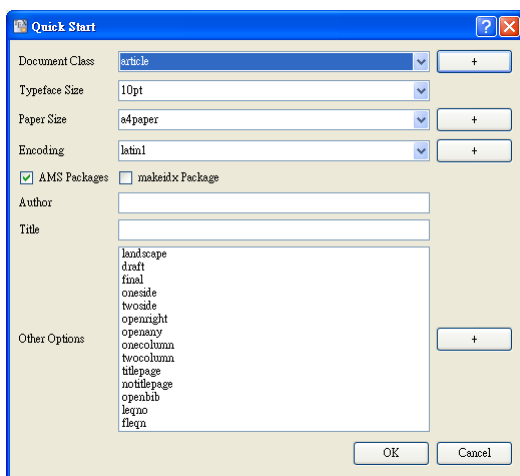 Quick Start
Document Class article +
Typeface Size 10pt
Paper Size a4paper +
Encoding latin1 +
AMS Packages makeidx Package
Author
Title
landscape
draft
final
oneside
twoside
openright
openany
Other Options +
onecolumn
twocolumn
titlepage
notitlepage
openbib
leqno
fleqn
OK Cancel